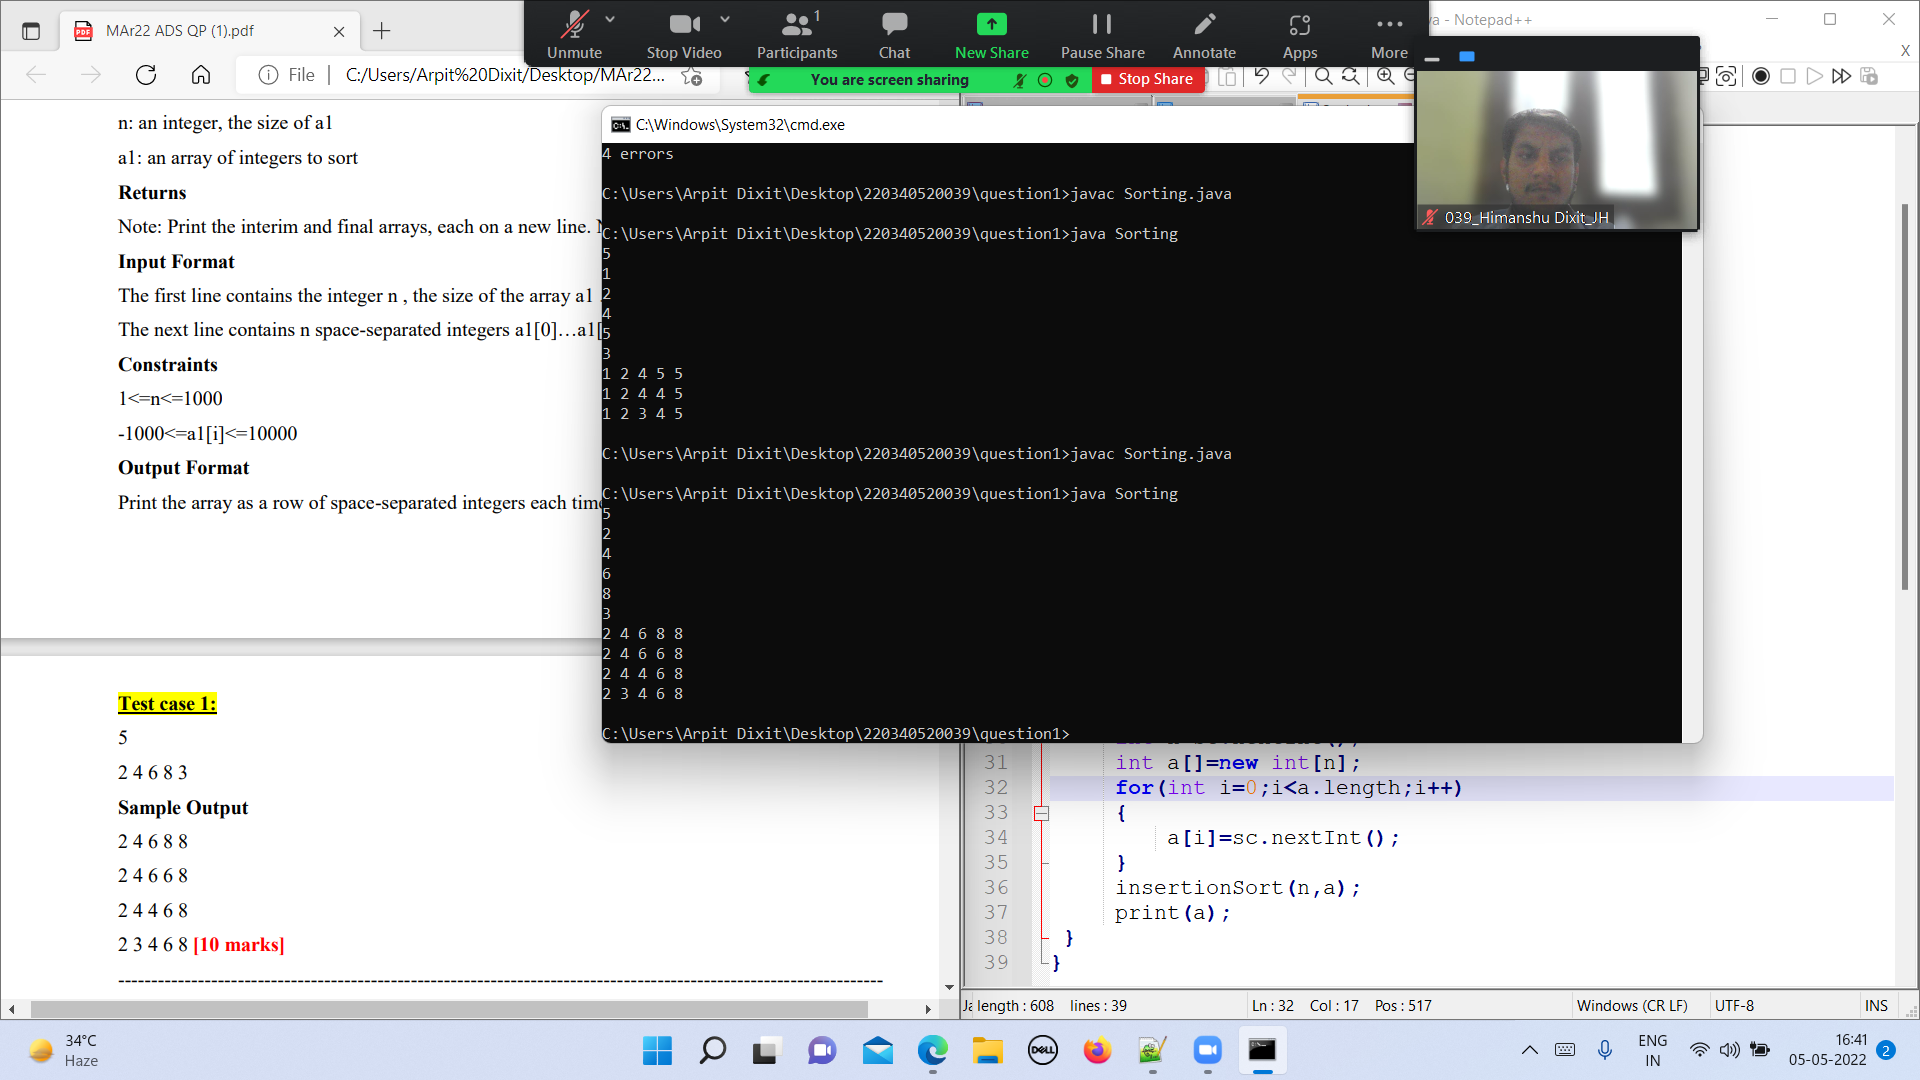 MAr22 ADS QP (1).pdf
Unmute
Stop Video
1
Participants
Chat
New Share
Pause Share
Annotate
Apps
More
a - Notepad++
X
File
C:/Users/Arpit%20Dixit/Desktop/MAr22...
You are screen sharing
Stop Share
n: an integer, the size of a1
a1: an array of integers to sort
Returns
Note: Print the interim and final arrays, each on a new line.
Input Format
The first line contains the integer n , the size of the array a1
The next line contains n space-separated integers a1[0]…a1[
Constraints
1<=n<=1000
-1000<=a1[i]<=10000
Output Format
Print the array as a row of space-separated integers each time
Test case 1:
5
2 4 6 8 3
Sample Output
2 4 6 8 8
2 4 6 6 8
2 4 4 6 8
2 3 4 6 8 [10 marks]
C:\Windows\System32\cmd.exe
4 errors
C:\Users\Arpit Dixit\Desktop\220340520039\question1>javac Sorting.java
C:\Users\Arpit Dixit\Desktop\220340520039\question1>java Sorting
5
1
2
4
5
3
1 2 4 5 5
1 2 4 4 5
1 2 3 4 5
C:\Users\Arpit Dixit\Desktop\220340520039\question1>javac Sorting.java
C:\Users\Arpit Dixit\Desktop\220340520039\question1>java Sorting
5
2
4
6
8
3
2 4 6 8 8
2 4 6 6 8
2 4 4 6 8
2 3 4 6 8
C:\Users\Arpit Dixit\Desktop\220340520039\question1>
039_Himanshu Dixit_JH
31 int a[]=new int[n];
32 for(int i=0;i<a.length;i++)
33 {
34 a[i]=sc.nextInt();
35 }
36 insertionSort(n,a);
37 print(a);
38 }
39 }
Ja length : 608 lines : 39
Ln : 32 Col : 17 Pos : 517
Windows (CR LF)
UTF-8
INS
34°C
Haze
DELL
ENG
IN
16:41
05-05-2022
2